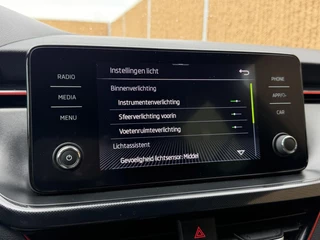 Instellingen licht
RADIO
MEDIA
MENU
Binnenverlichting
Instrumentenverlichting
Sfeerverlichting voorin
Voetenruimteverlichting
Lichtassistent
Gevoeligheid lichtsensor: Middel
PHONE
APPS
CAR